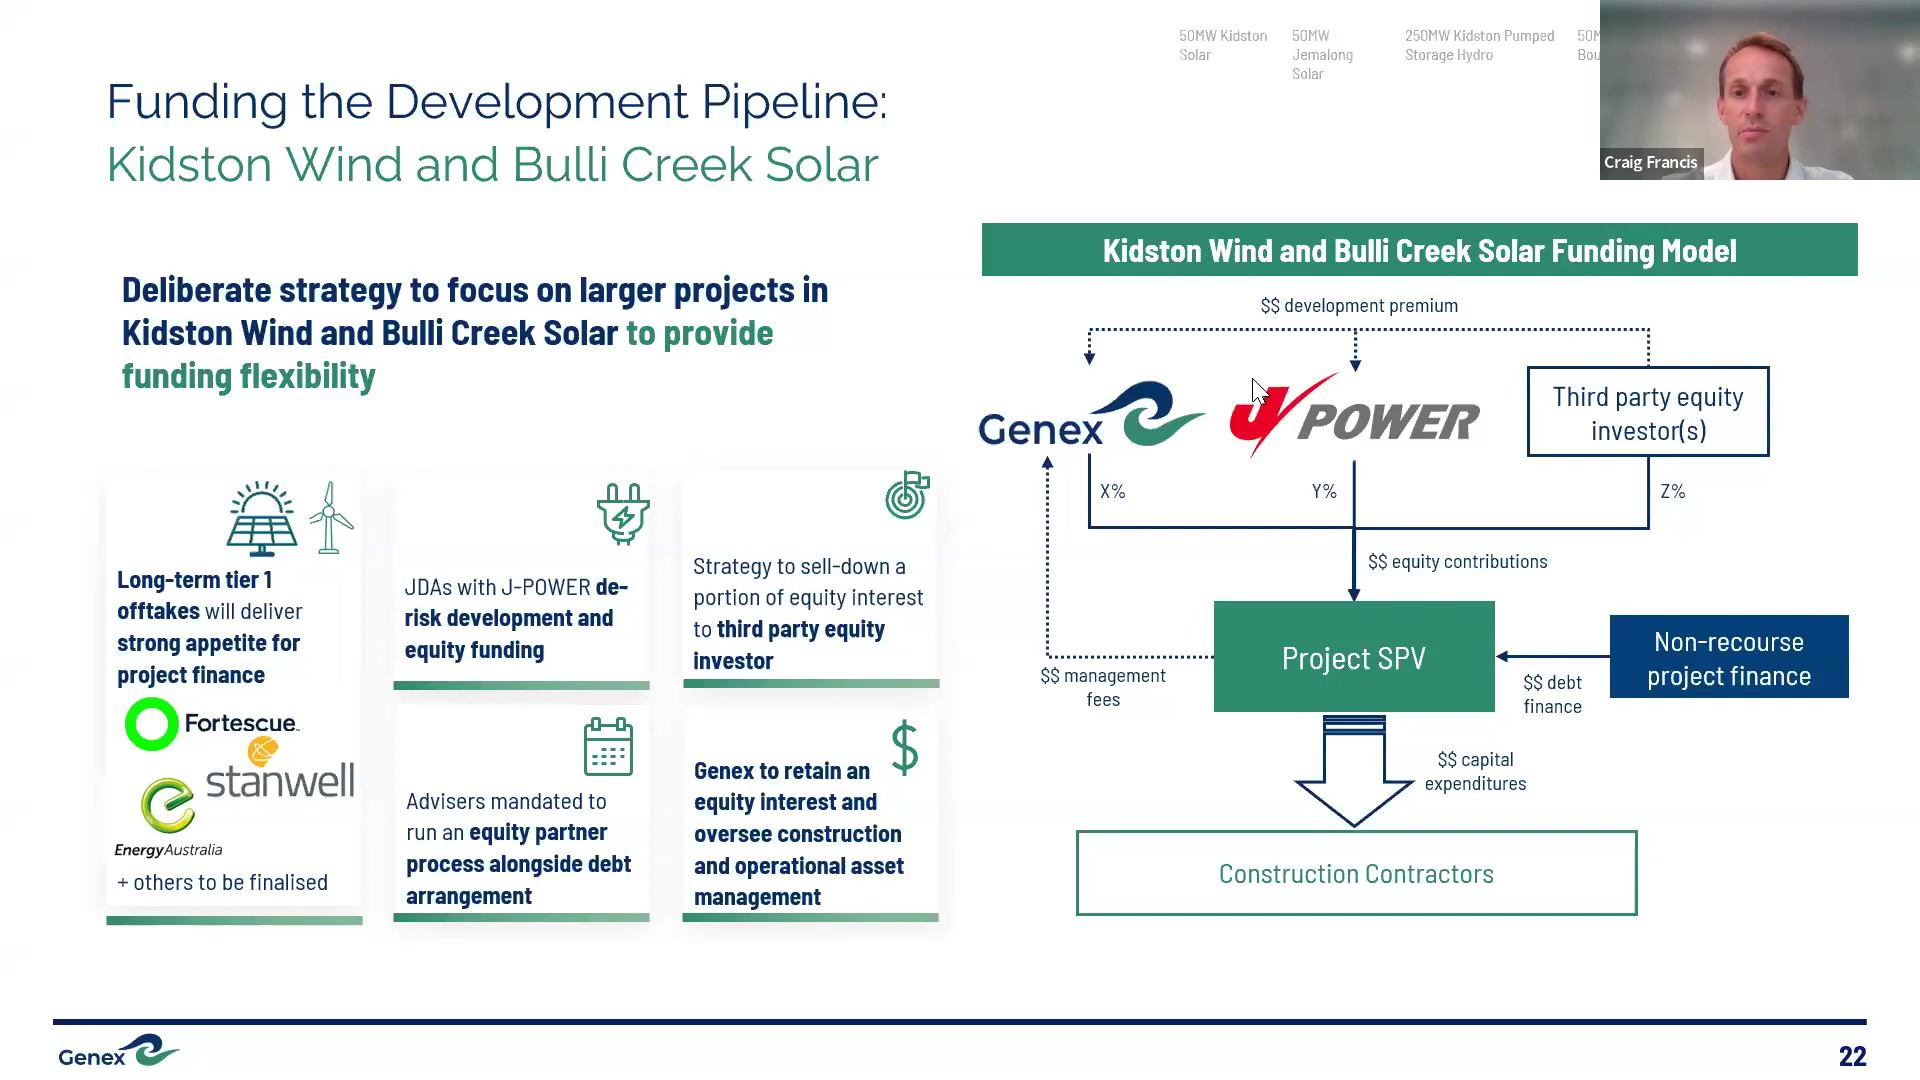 50MW Kidston
Solar
50MW
Jemalong
Solar
250MW Kidston Pumped
Storage Hydro
Craig Francis
Funding the Development Pipeline:
Kidston Wind and Bulli Creek Solar
Deliberate strategy to focus on larger projects in
Kidston Wind and Bulli Creek Solar to provide
funding flexibility
Long-term tier 1
offtakes will deliver
strong appetite for
project finance
Fortescue
stanwell
EnergyAustralia
+ others to be finalised
JDAs with J-POWER de-
risk development and
equity funding
Strategy to sell-down a
portion of equity interest
to third party equity
investor
Advisers mandated to
run an equity partner
process alongside debt
arrangement
$
Genex to retain an
equity interest and
oversee construction
and operational asset
management
Kidston Wind and Bulli Creek Solar Funding Model
$$ development premium
Genex
J POWER
Third party equity
investor(s)
X%
Y%
Z%
$$ equity contributions
Project SPV
Non-recourse
project finance
$$ management
fees
$$ debt
finance
$$ capital
expenditures
Construction Contractors
Genex
22